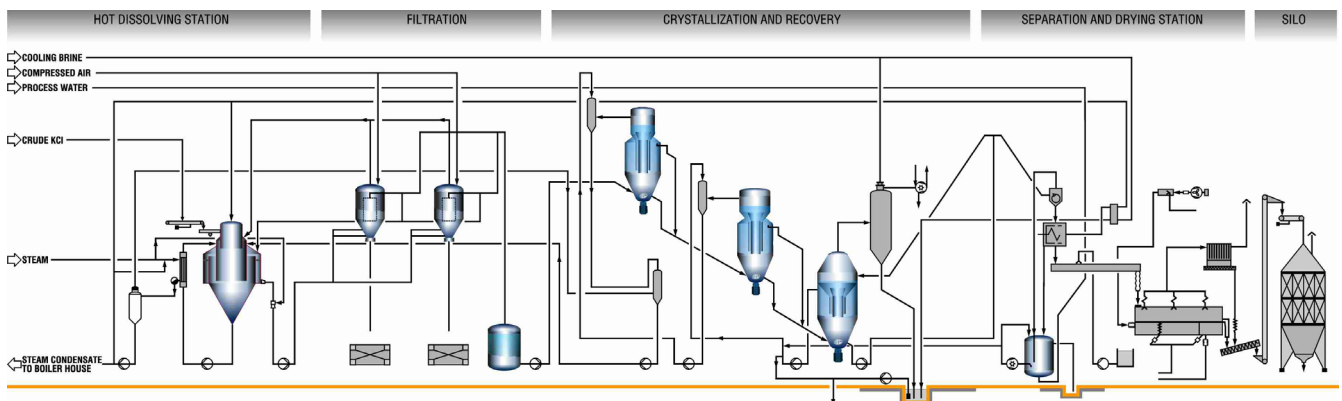 HOT DISSOLVING STATION
FILTRATION
CRYSTALLIZATION AND RECOVERY
SEPARATION AND DRYING STATION
SILO
COOLING BRINE
COMPRESSED AIR
PROCESS WATER
CRUDE KCl
STEAM
STEAM CONDENSATE
TO BOILER HOUSE